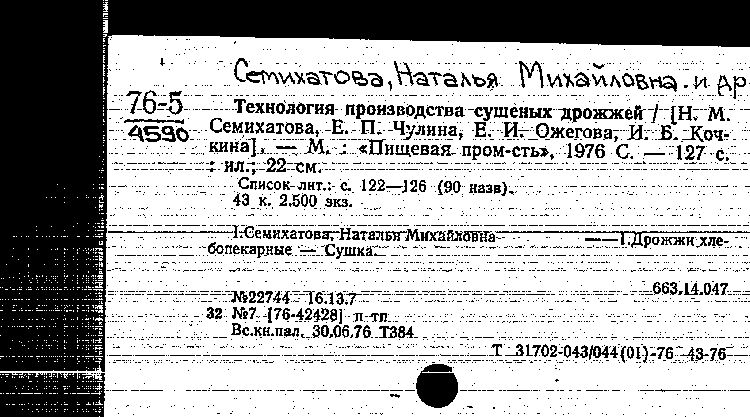 Семихатова, Наталья Михайловна. и др
76-5
4590
Технология производства сушеных дрожжей / [Н. М.
Семихатова, Е. П. Чулина, Е. И. Ожегова, И. Б. Коч-
кина]. — М. : «Пищевая пром-сть», 1976 С. — 127 с.
: ил., 22 см.
Список лит.: с. 122—126 (90 назв).
43 к. 2.500 экз.
1.Семихатова, Наталья Михайловна — — 1.Дрожжи хле-
бопекарные — Сушка.
663.14.047
№22744 16.13.7
32 №7 [76-42428] п тп
Вс.кн.пал. 30.06.76 Т384
Т 31702-043/044(01)-76 43-76